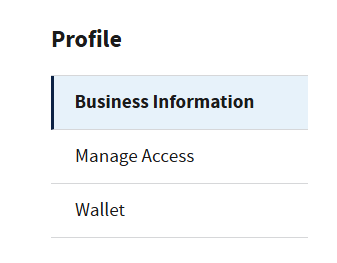 Profile
Business Information
Manage Access
Wallet